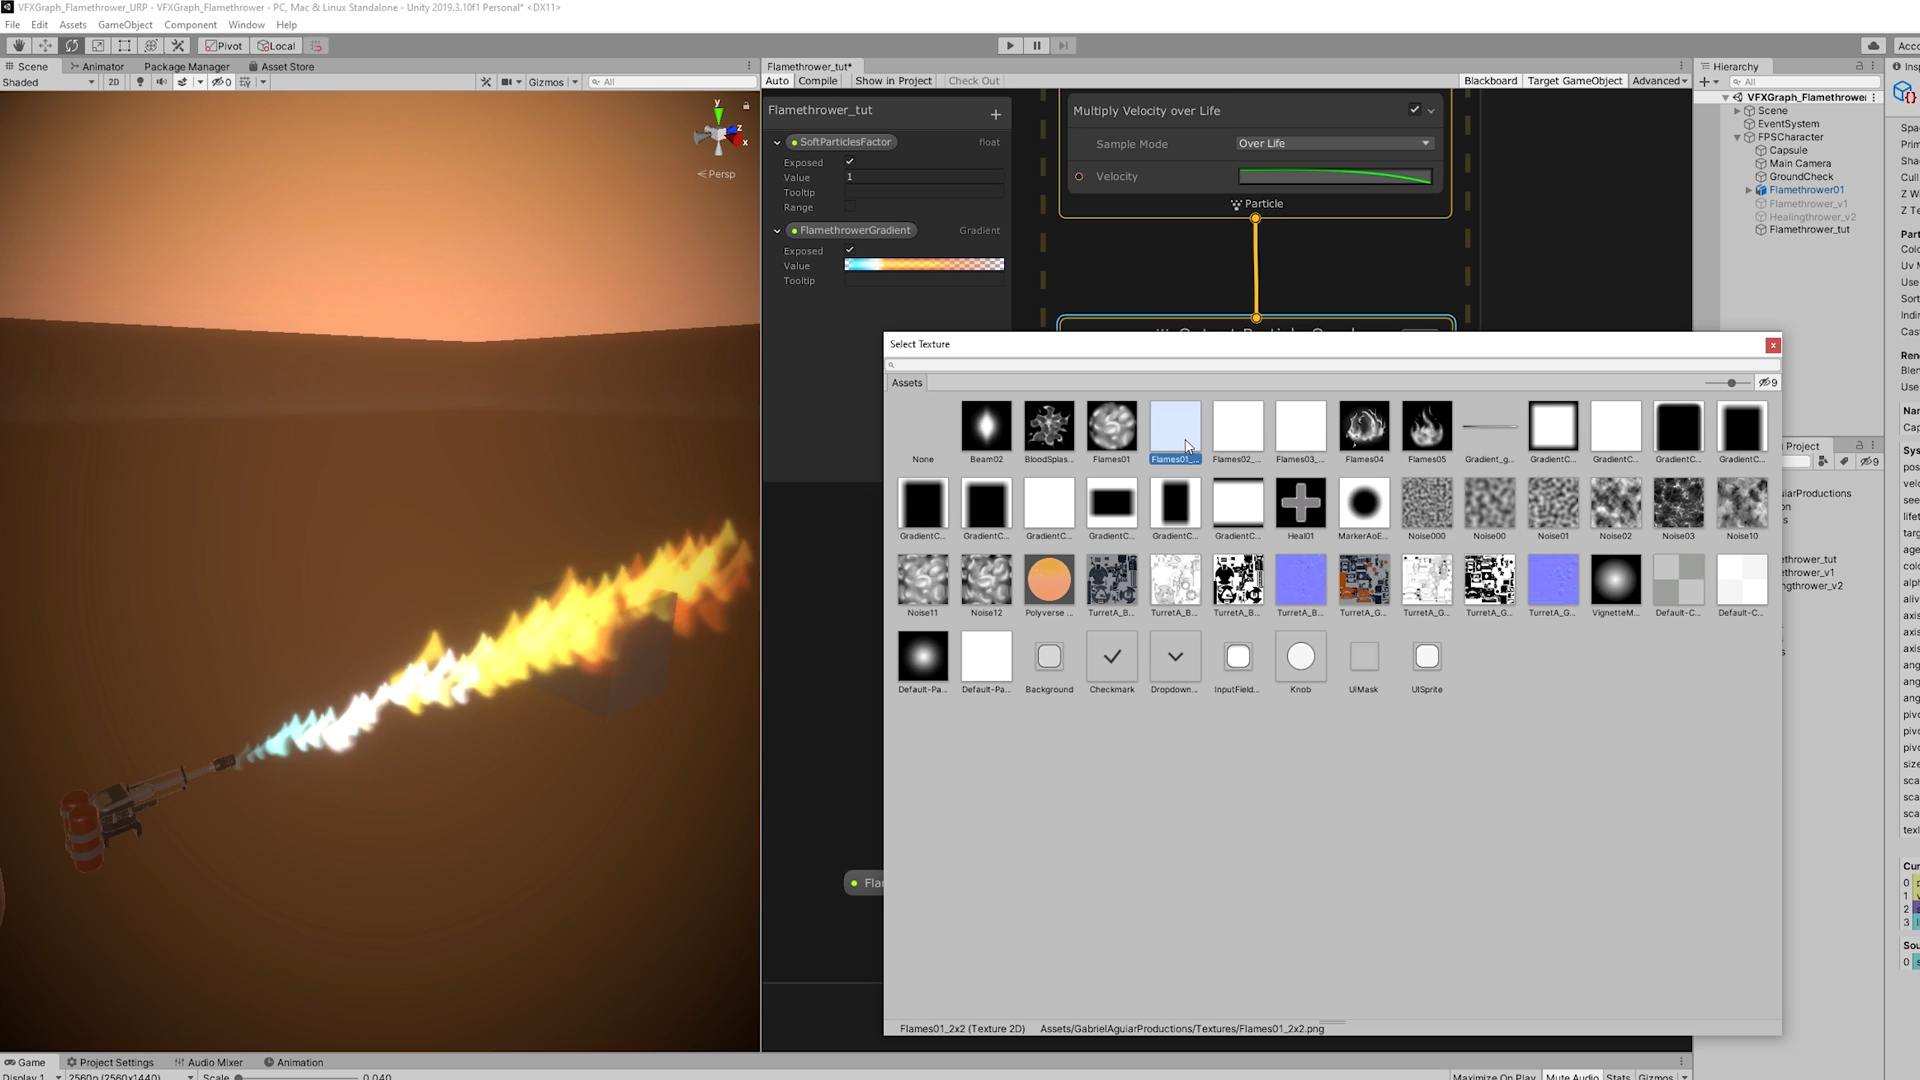 VFXGraph_Flamethrower_URP - VFXGraph_Flamethrower - PC, Mac & Linux Standalone - Unity 2019.3.10f1 Personal* <DX11>
File Edit Assets GameObject Component Window Help
Pivot Local
Scene Animator Package Manager Asset Store
Shaded 2D 0 Gizmos All
y z x
Persp
Flamethrower_tut*
Auto Compile Show in Project Check Out Blackboard Target GameObject Advanced
Flamethrower_tut +
SoftParticlesFactor float
Exposed
Value 1
Tooltip
Range
FlamethrowerGradient Gradient
Exposed
Value
Tooltip
Multiply Velocity over Life
Sample Mode Over Life
Velocity
Particle
Hierarchy
All
VFXGraph_Flamethrower
Scene
EventSystem
FPSCharacter
Capsule
Main Camera
GroundCheck
Flamethrower01
Flamethrower_v1
Healingthrower_v2
Flamethrower_tut
Project
9
iarProductions
Select Texture
Assets 9
None Beam02 BloodSplas... Flames01 Flames01_... Flames02_... Flames03_... Flames04 Flames05 Gradient_g... GradientC... GradientC... GradientC... GradientC...
GradientC... GradientC... GradientC... GradientC... GradientC... GradientC... Heal01 MarkerAoE... Noise000 Noise00 Noise01 Noise02 Noise03 Noise10
Noise11 Noise12 Polyverse ... TurretA_B... TurretA_B... TurretA_B... TurretA_B... TurretA_G... TurretA_G... TurretA_G... TurretA_G... VignetteM... Default-C... Default-C...
Default-Pa... Default-Pa... Background Checkmark Dropdown... InputField... Knob UIMask UISprite
Flames01_2x2 (Texture 2D) Assets/GabrielAguiarProductions/Textures/Flames01_2x2.png
Game Project Settings Audio Mixer Animation
Display 1 2560p (2560x1440) Scale 0.040 Maximize On Play Mute Audio Stats Gizmos